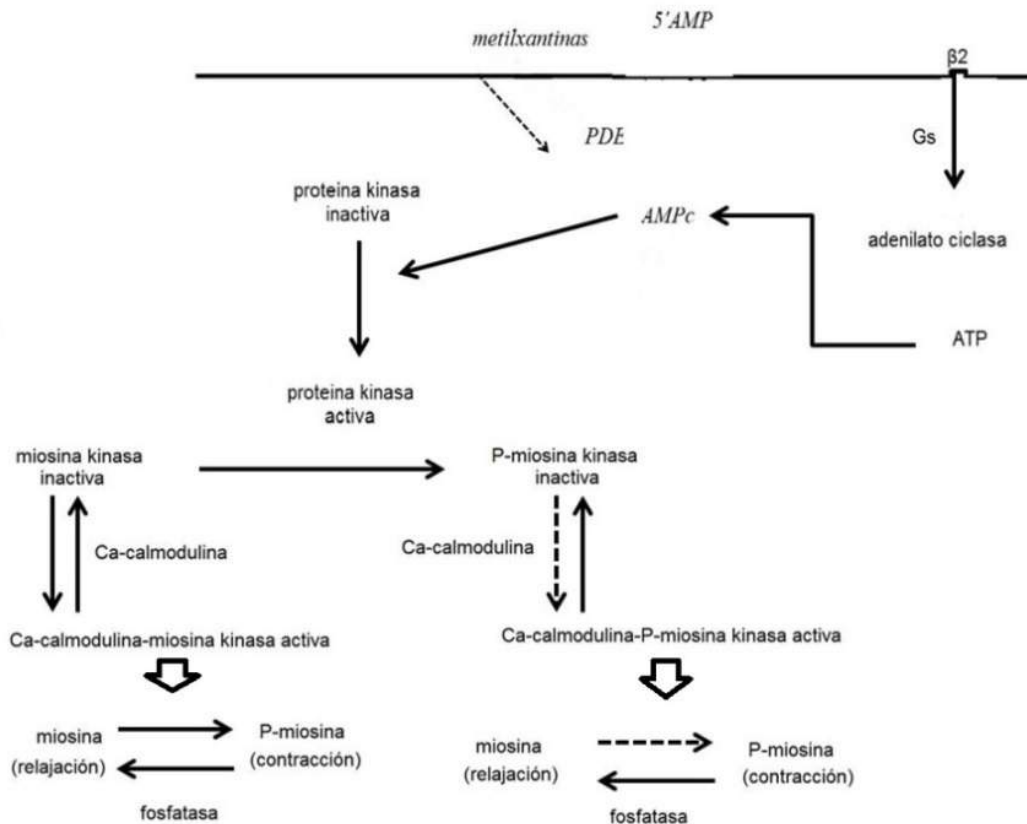 5'AMP
metilxantinas
β2
PDE
Gs
proteina kinasa
inactiva
AMPc
adenilato ciclasa
ATP
proteina kinasa
activa
miosina kinasa
inactiva
P-miosina kinasa
inactiva
Ca-calmodulina
Ca-calmodulina
Ca-calmodulina-miosina kinasa activa
Ca-calmodulina-P-miosina kinasa activa
miosina
(relajación)
P-miosina
(contracción)
fosfatasa
miosina
(relajación)
P-miosina
(contracción)
fosfatasa